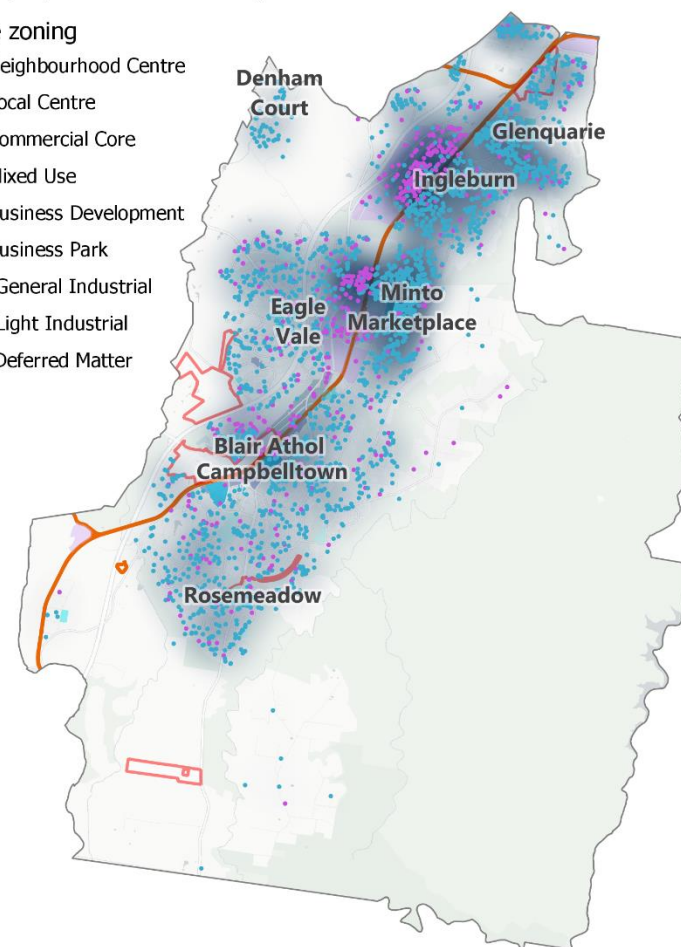 zoning
eighbourhood Centre
ocal Centre
ommercial Core
ixed Use
usiness Development
usiness Park
General Industrial
Light Industrial
Deferred Matter
Denham
Court
Glenquarie
Ingleburn
Minto
Marketplace
Eagle
Vale
Blair Athol
Campbelltown
Rosemeadow